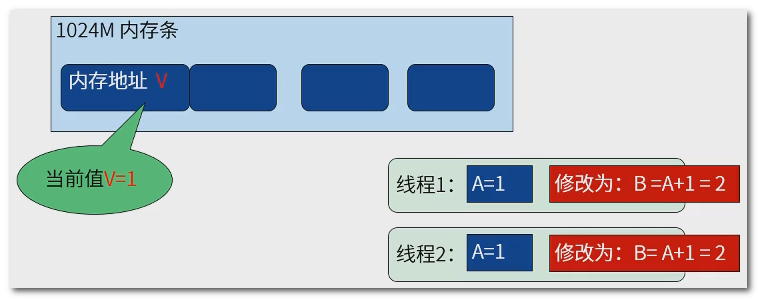 1024M 内存条
内存地址 V
当前值V=1
线程1： A=1 修改为：B =A+1 = 2
线程2： A=1 修改为：B= A+1 = 2